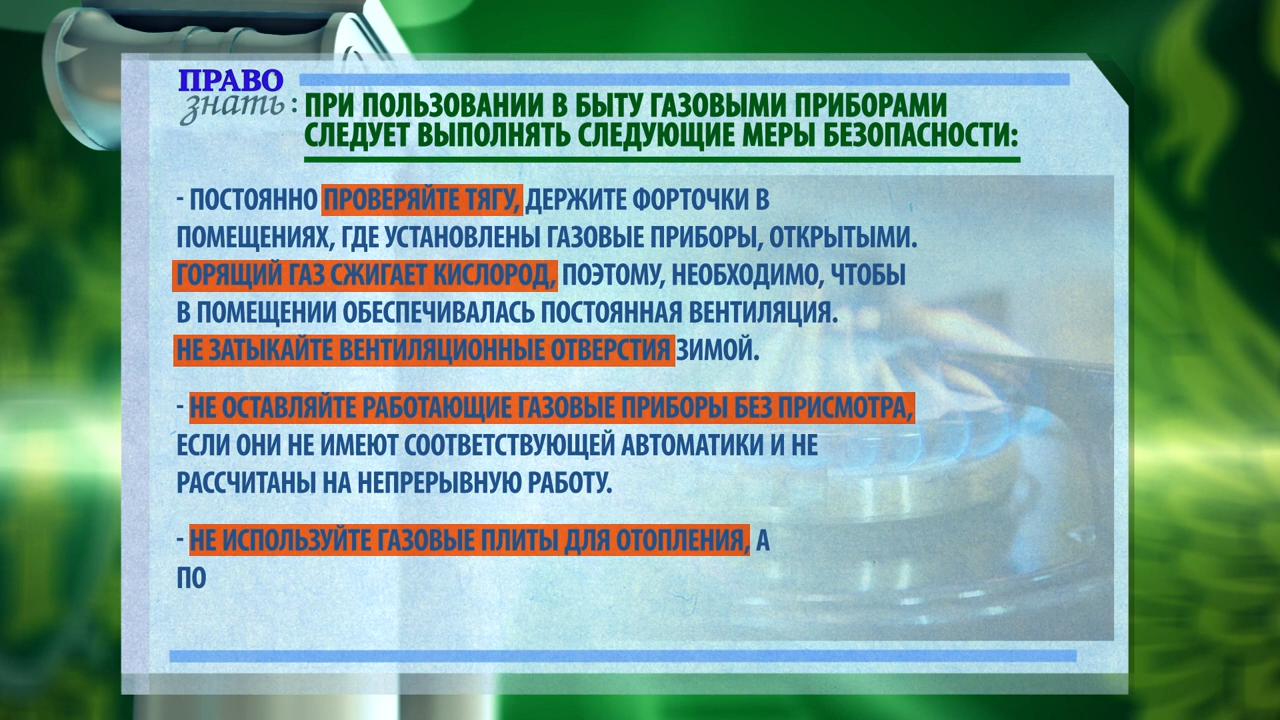 ПРАВО
знать:
ПРИ ПОЛЬЗОВАНИИ В БЫТУ ГАЗОВЫМИ ПРИБОРАМИ
СЛЕДУЕТ ВЫПОЛНЯТЬ СЛЕДУЮЩИЕ МЕРЫ БЕЗОПАСНОСТИ:
- ПОСТОЯННО ПРОВЕРЯЙТЕ ТЯГУ, ДЕРЖИТЕ ФОРТОЧКИ В
ПОМЕЩЕНИЯХ, ГДЕ УСТАНОВЛЕНЫ ГАЗОВЫЕ ПРИБОРЫ, ОТКРЫТЫМИ.
ГОРЯЩИЙ ГАЗ СЖИГАЕТ КИСЛОРОД, ПОЭТОМУ, НЕОБХОДИМО, ЧТОБЫ
В ПОМЕЩЕНИИ ОБЕСПЕЧИВАЛАСЬ ПОСТОЯННАЯ ВЕНТИЛЯЦИЯ.
НЕ ЗАТЫКАЙТЕ ВЕНТИЛЯЦИОННЫЕ ОТВЕРСТИЯ ЗИМОЙ.
- НЕ ОСТАВЛЯЙТЕ РАБОТАЮЩИЕ ГАЗОВЫЕ ПРИБОРЫ БЕЗ ПРИСМОТРА,
ЕСЛИ ОНИ НЕ ИМЕЮТ СООТВЕТСТВУЮЩЕЙ АВТОМАТИКИ И НЕ
РАССЧИТАНЫ НА НЕПРЕРЫВНУЮ РАБОТУ.
- НЕ ИСПОЛЬЗУЙТЕ ГАЗОВЫЕ ПЛИТЫ ДЛЯ ОТОПЛЕНИЯ, А
ПО